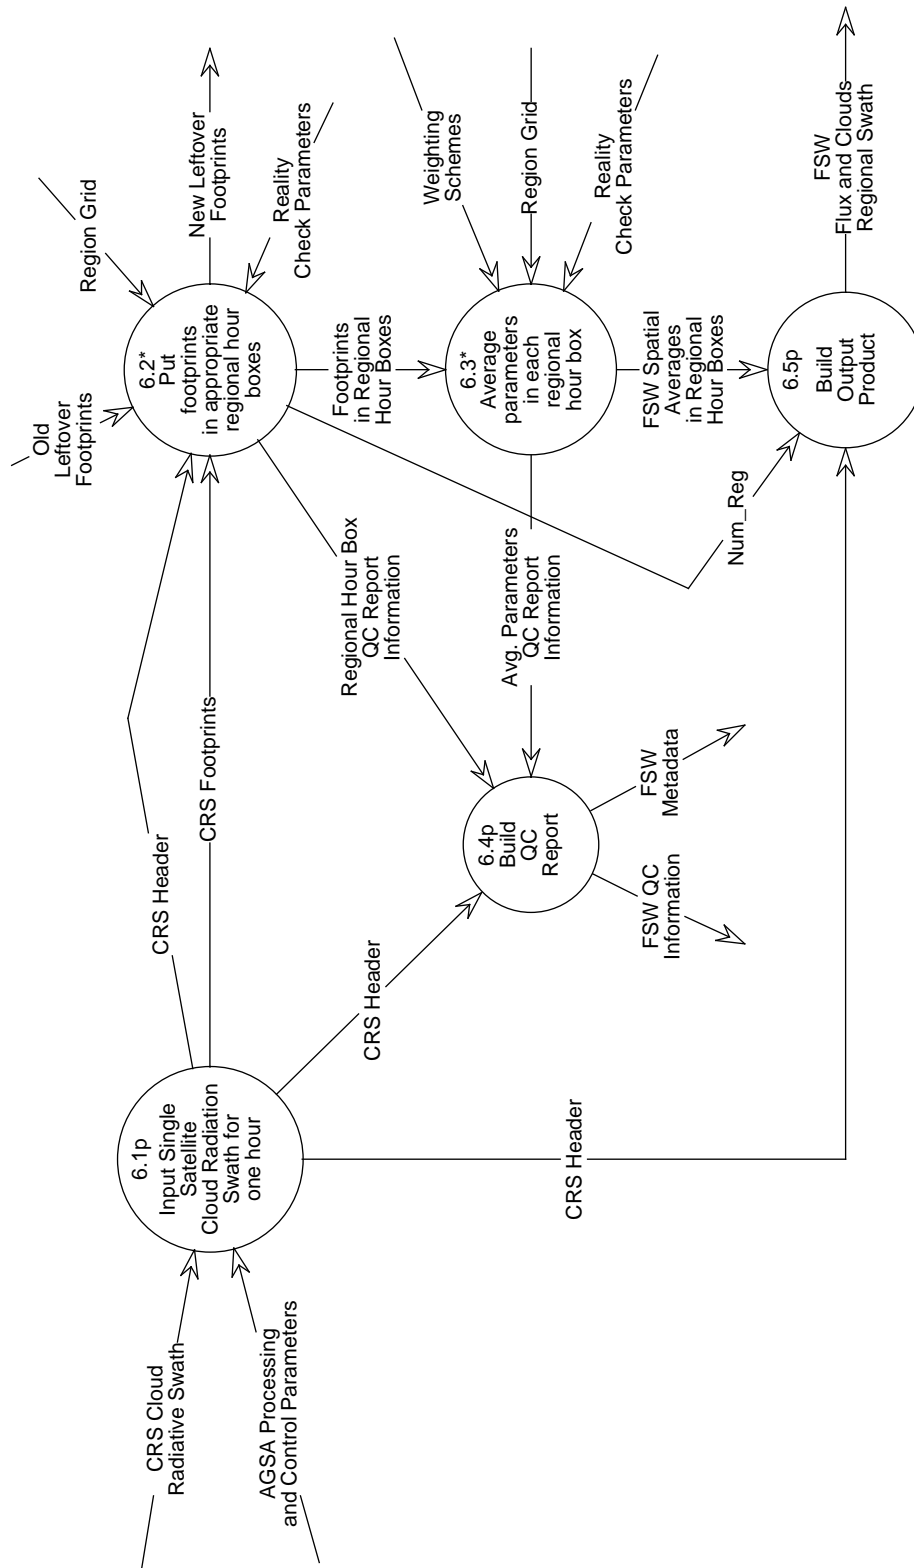 CRS Cloud
Radiative Swath
AGSA Processing
and Control Parameters
6.1p
Input Single
Satellite
Cloud Radiation
Swath for
one hour
CRS Header
CRS Footprints
CRS Header
CRS Header
Old
Leftover
Footprints
Region Grid
6.2*
Put
footprints
in appropriate
regional hour
boxes
New Leftover
Footprints
Reality
Check Parameters
Regional Hour Box
QC Report
Information
Footprints
in Regional
Hour Boxes
Weighting
Schemes
Region Grid
Reality
Check Parameters
6.3*
Average
parameters
in each
regional
hour box
Avg. Parameters
QC Report
Information
6.4p
Build
QC
Report
FSW QC
Information
FSW
Metadata
FSW Spatial
Averages
in Regional
Hour Boxes
Num_Reg
6.5p
Build
Output
Product
FSW
Flux and Clouds
Regional Swath